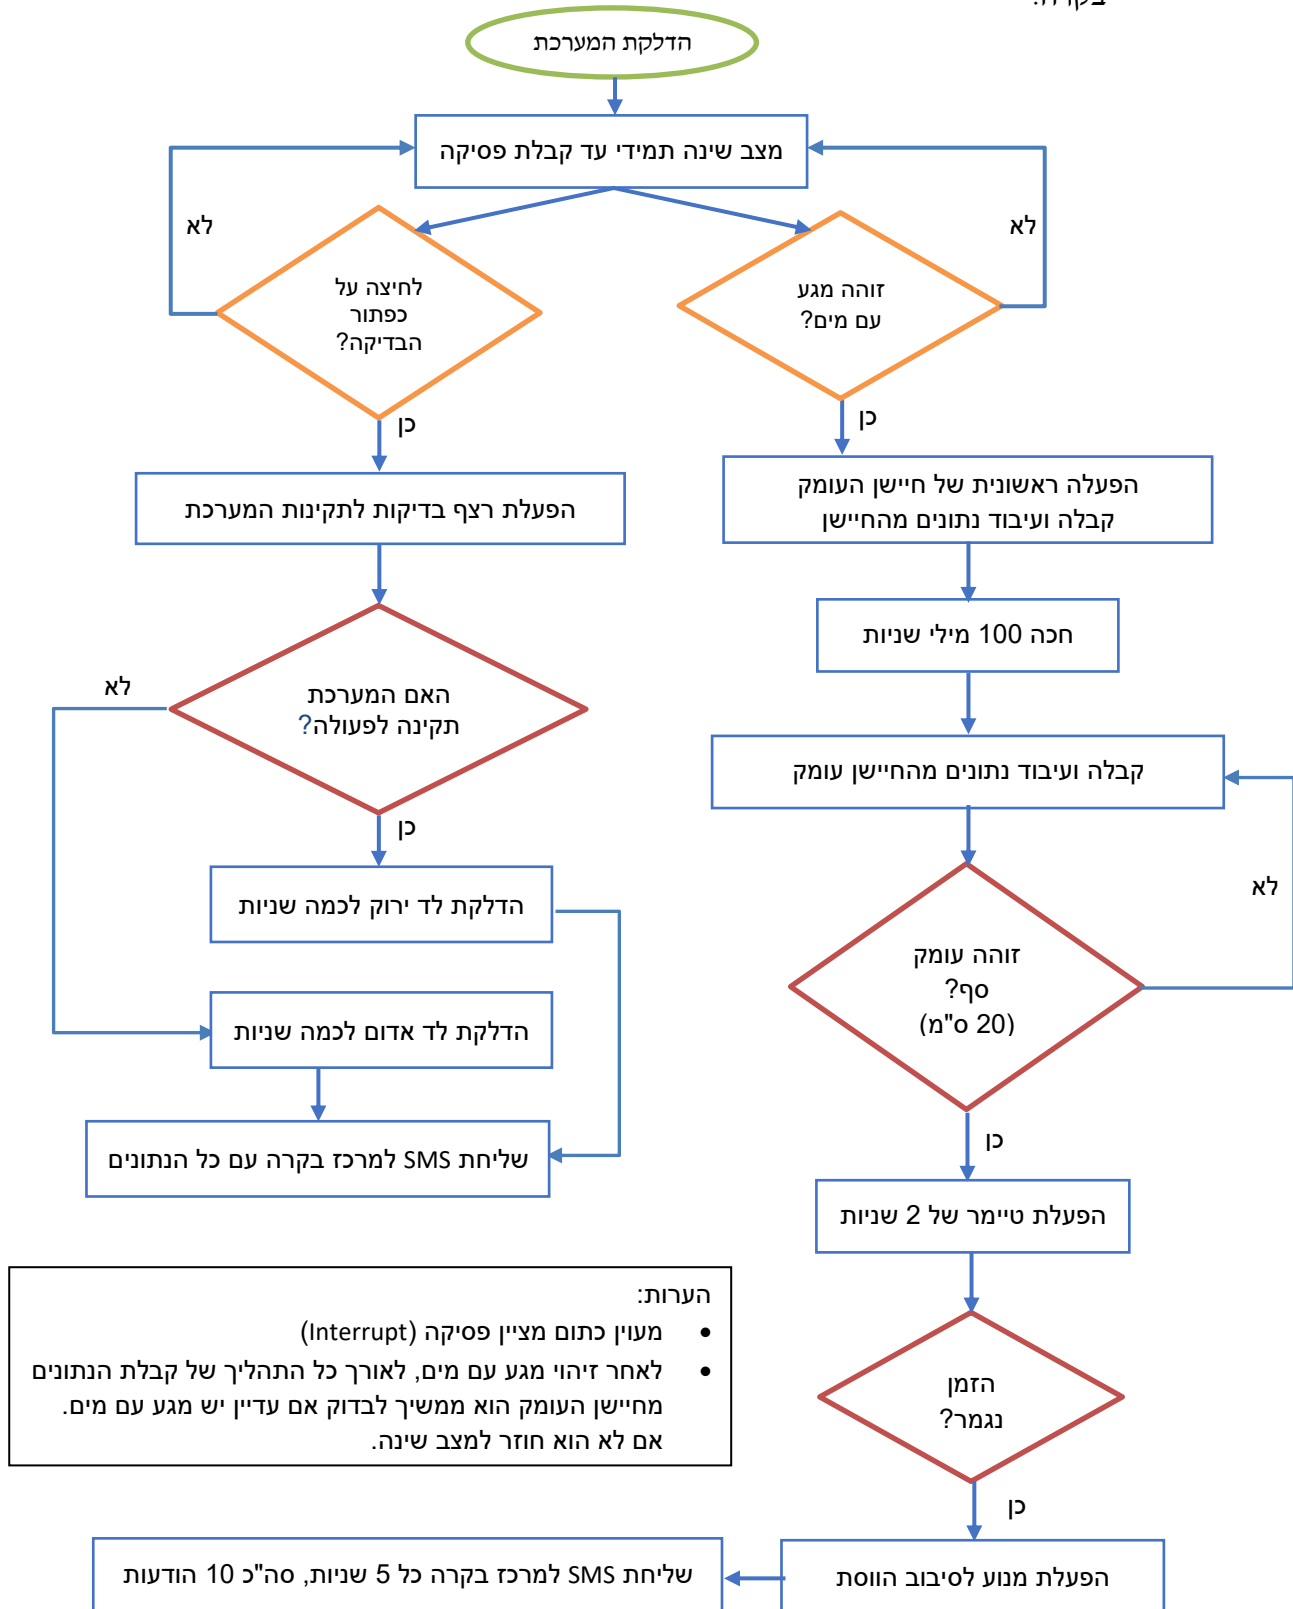 בקרה.
הדלקת המערכת
מצב שינה תמידי עד קבלת פסיקה
לא
לא
זוהה מגע
עם מים?
לחיצה על
כפתור
הבדיקה?
כן
כן
הפעלה ראשונית של חיישן העומק
קבלה ועיבוד נתונים מהחיישן
הפעלת רצף בדיקות לתקינות המערכת
חכה 100 מילי שניות
לא
האם המערכת
תקינה לפעולה?
קבלה ועיבוד נתונים מהחיישן עומק
כן
לא
הדלקת לד ירוק לכמה שניות
זוהה עומק
סף?
(20 ס"מ)
הדלקת לד אדום לכמה שניות
כן
שליחת SMS למרכז בקרה עם כל הנתונים
הפעלת טיימר של 2 שניות
הערות:
• מעוין כתום מציין פסיקה (Interrupt)
• לאחר זיהוי מגע עם מים, לאורך כל התהליך של קבלת הנתונים
מחיישן העומק הוא ממשיך לבדוק אם עדיין יש מגע עם מים.
אם לא הוא חוזר למצב שינה.
הזמן
נגמר?
כן
הפעלת מנוע לסיבוב הווסת
שליחת SMS למרכז בקרה כל 5 שניות, סה"כ 10 הודעות